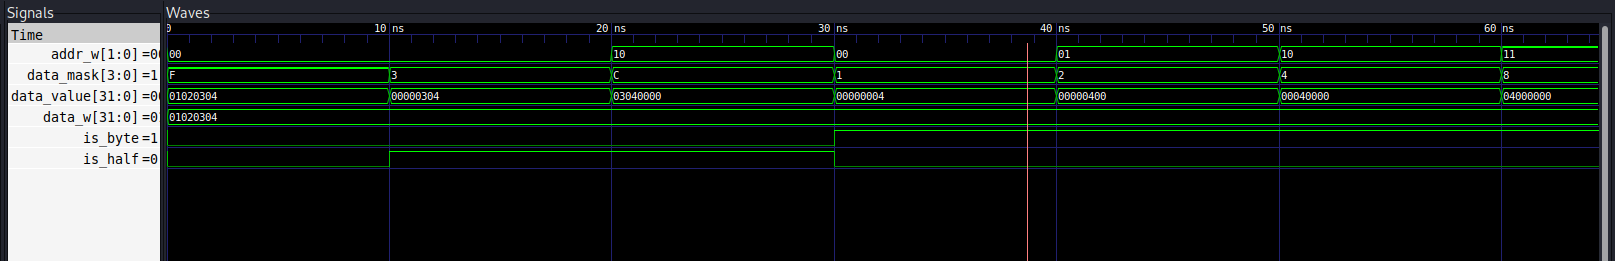 Signals Waves
Time 0 10 ns 20 ns 30 ns 40 ns 50 ns 60 ns
addr_w[1:0] =00 00 10 00 01 10 11
data_mask[3:0] =1 F 3 C 1 2 4 8
data_value[31:0] =00 01020304 00000304 03040000 00000004 00000400 00040000 04000000
data_w[31:0] =0 01020304
is_byte =1
is_half =0